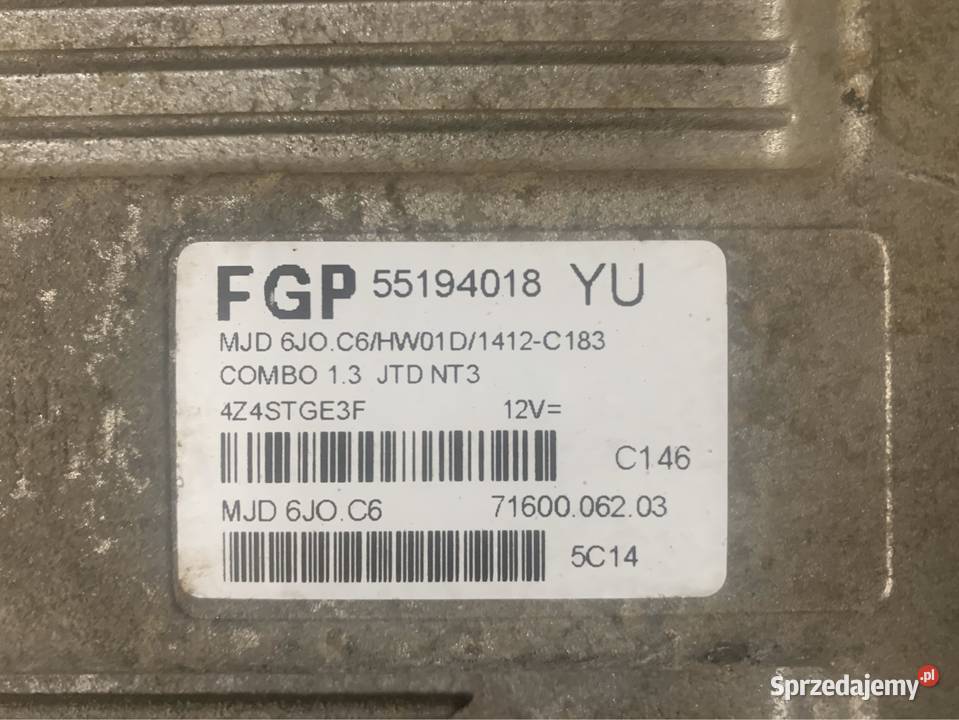 FGP 55194018 YU
MJD 6JO.C6/HW01D/1412-C183
COMBO 1.3 JTD NT3
4Z4STGE3F 12V=
C146
MJD 6JO.C6 71600.062.03
5C14
Sprzedajemy.pl